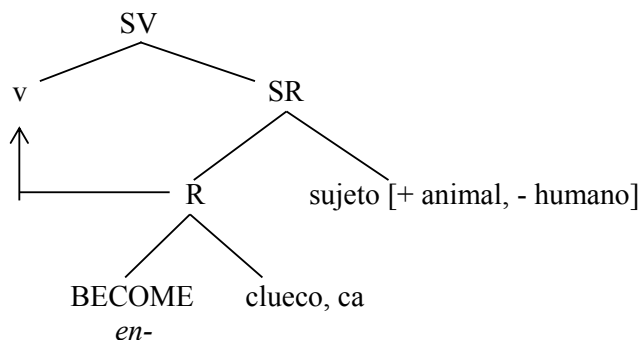 SV
v SR
R sujeto [+ animal, - humano]
BECOME clueco, ca
en-